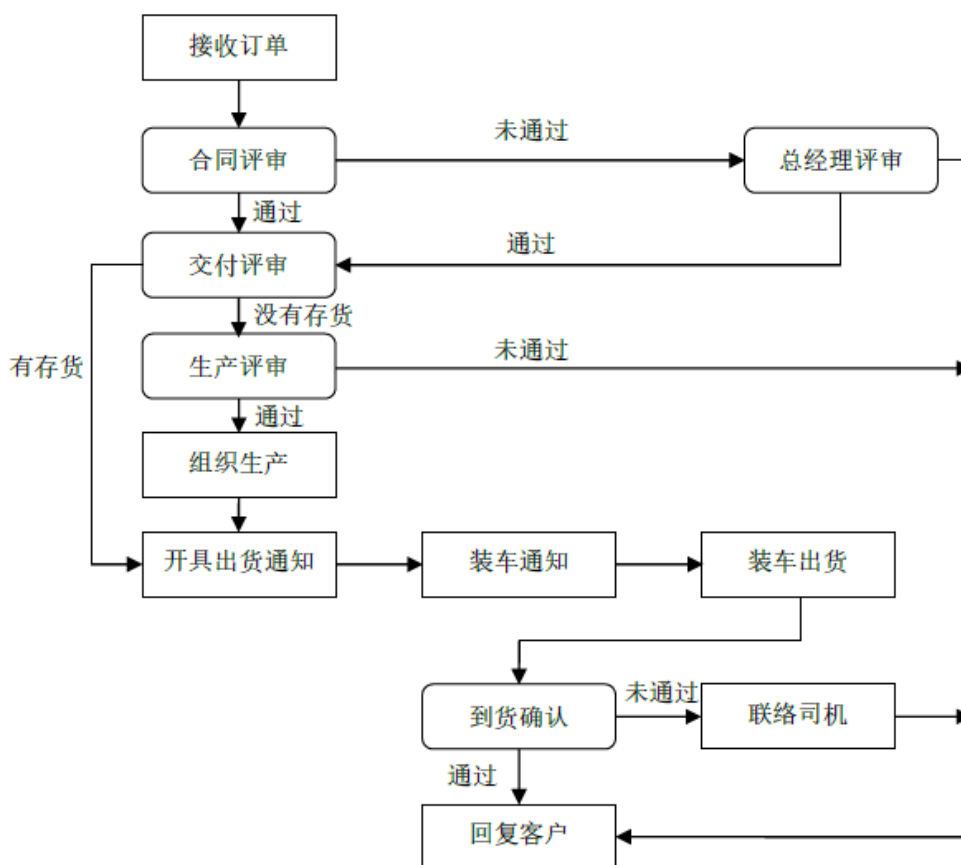 接收订单
未通过
合同评审
总经理评审
通过
通过
交付评审
没有存货
未通过
有存货
生产评审
通过
组织生产
开具出货通知
装车通知
装车出货
未通过
到货确认
联络司机
通过
回复客户